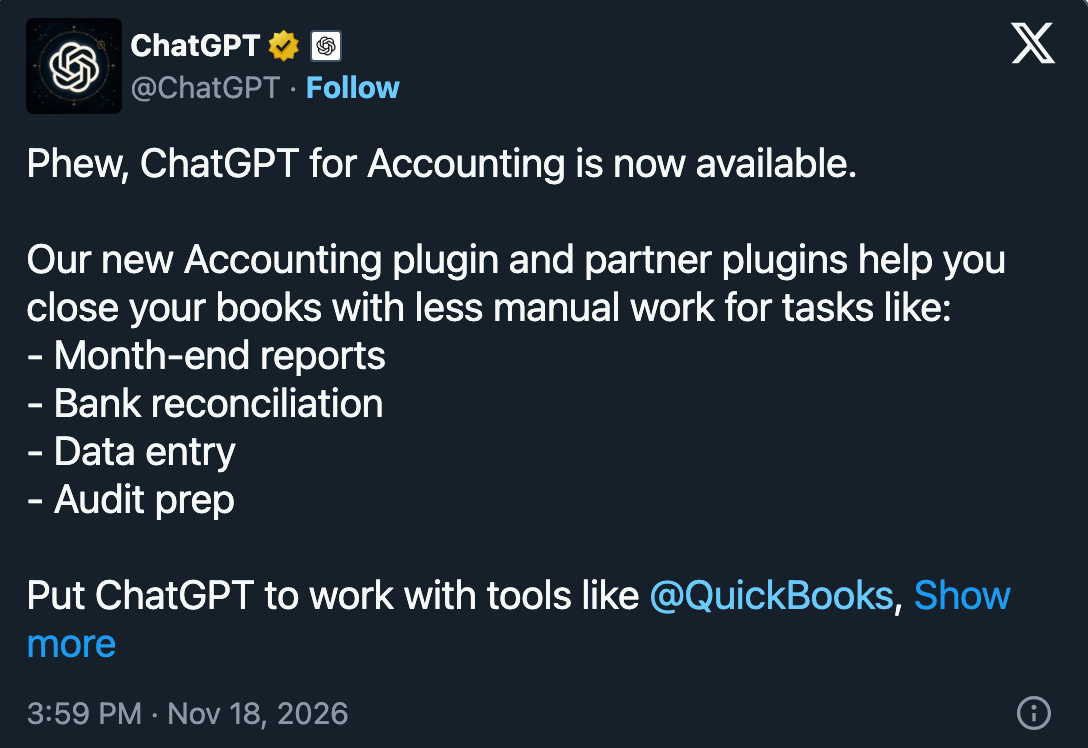 ChatGPT
@ChatGPT · Follow
Phew, ChatGPT for Accounting is now available.
Our new Accounting plugin and partner plugins help you
close your books with less manual work for tasks like:
- Month-end reports
- Bank reconciliation
- Data entry
- Audit prep
Put ChatGPT to work with tools like @QuickBooks, Show
more
3:59 PM · Nov 18, 2026